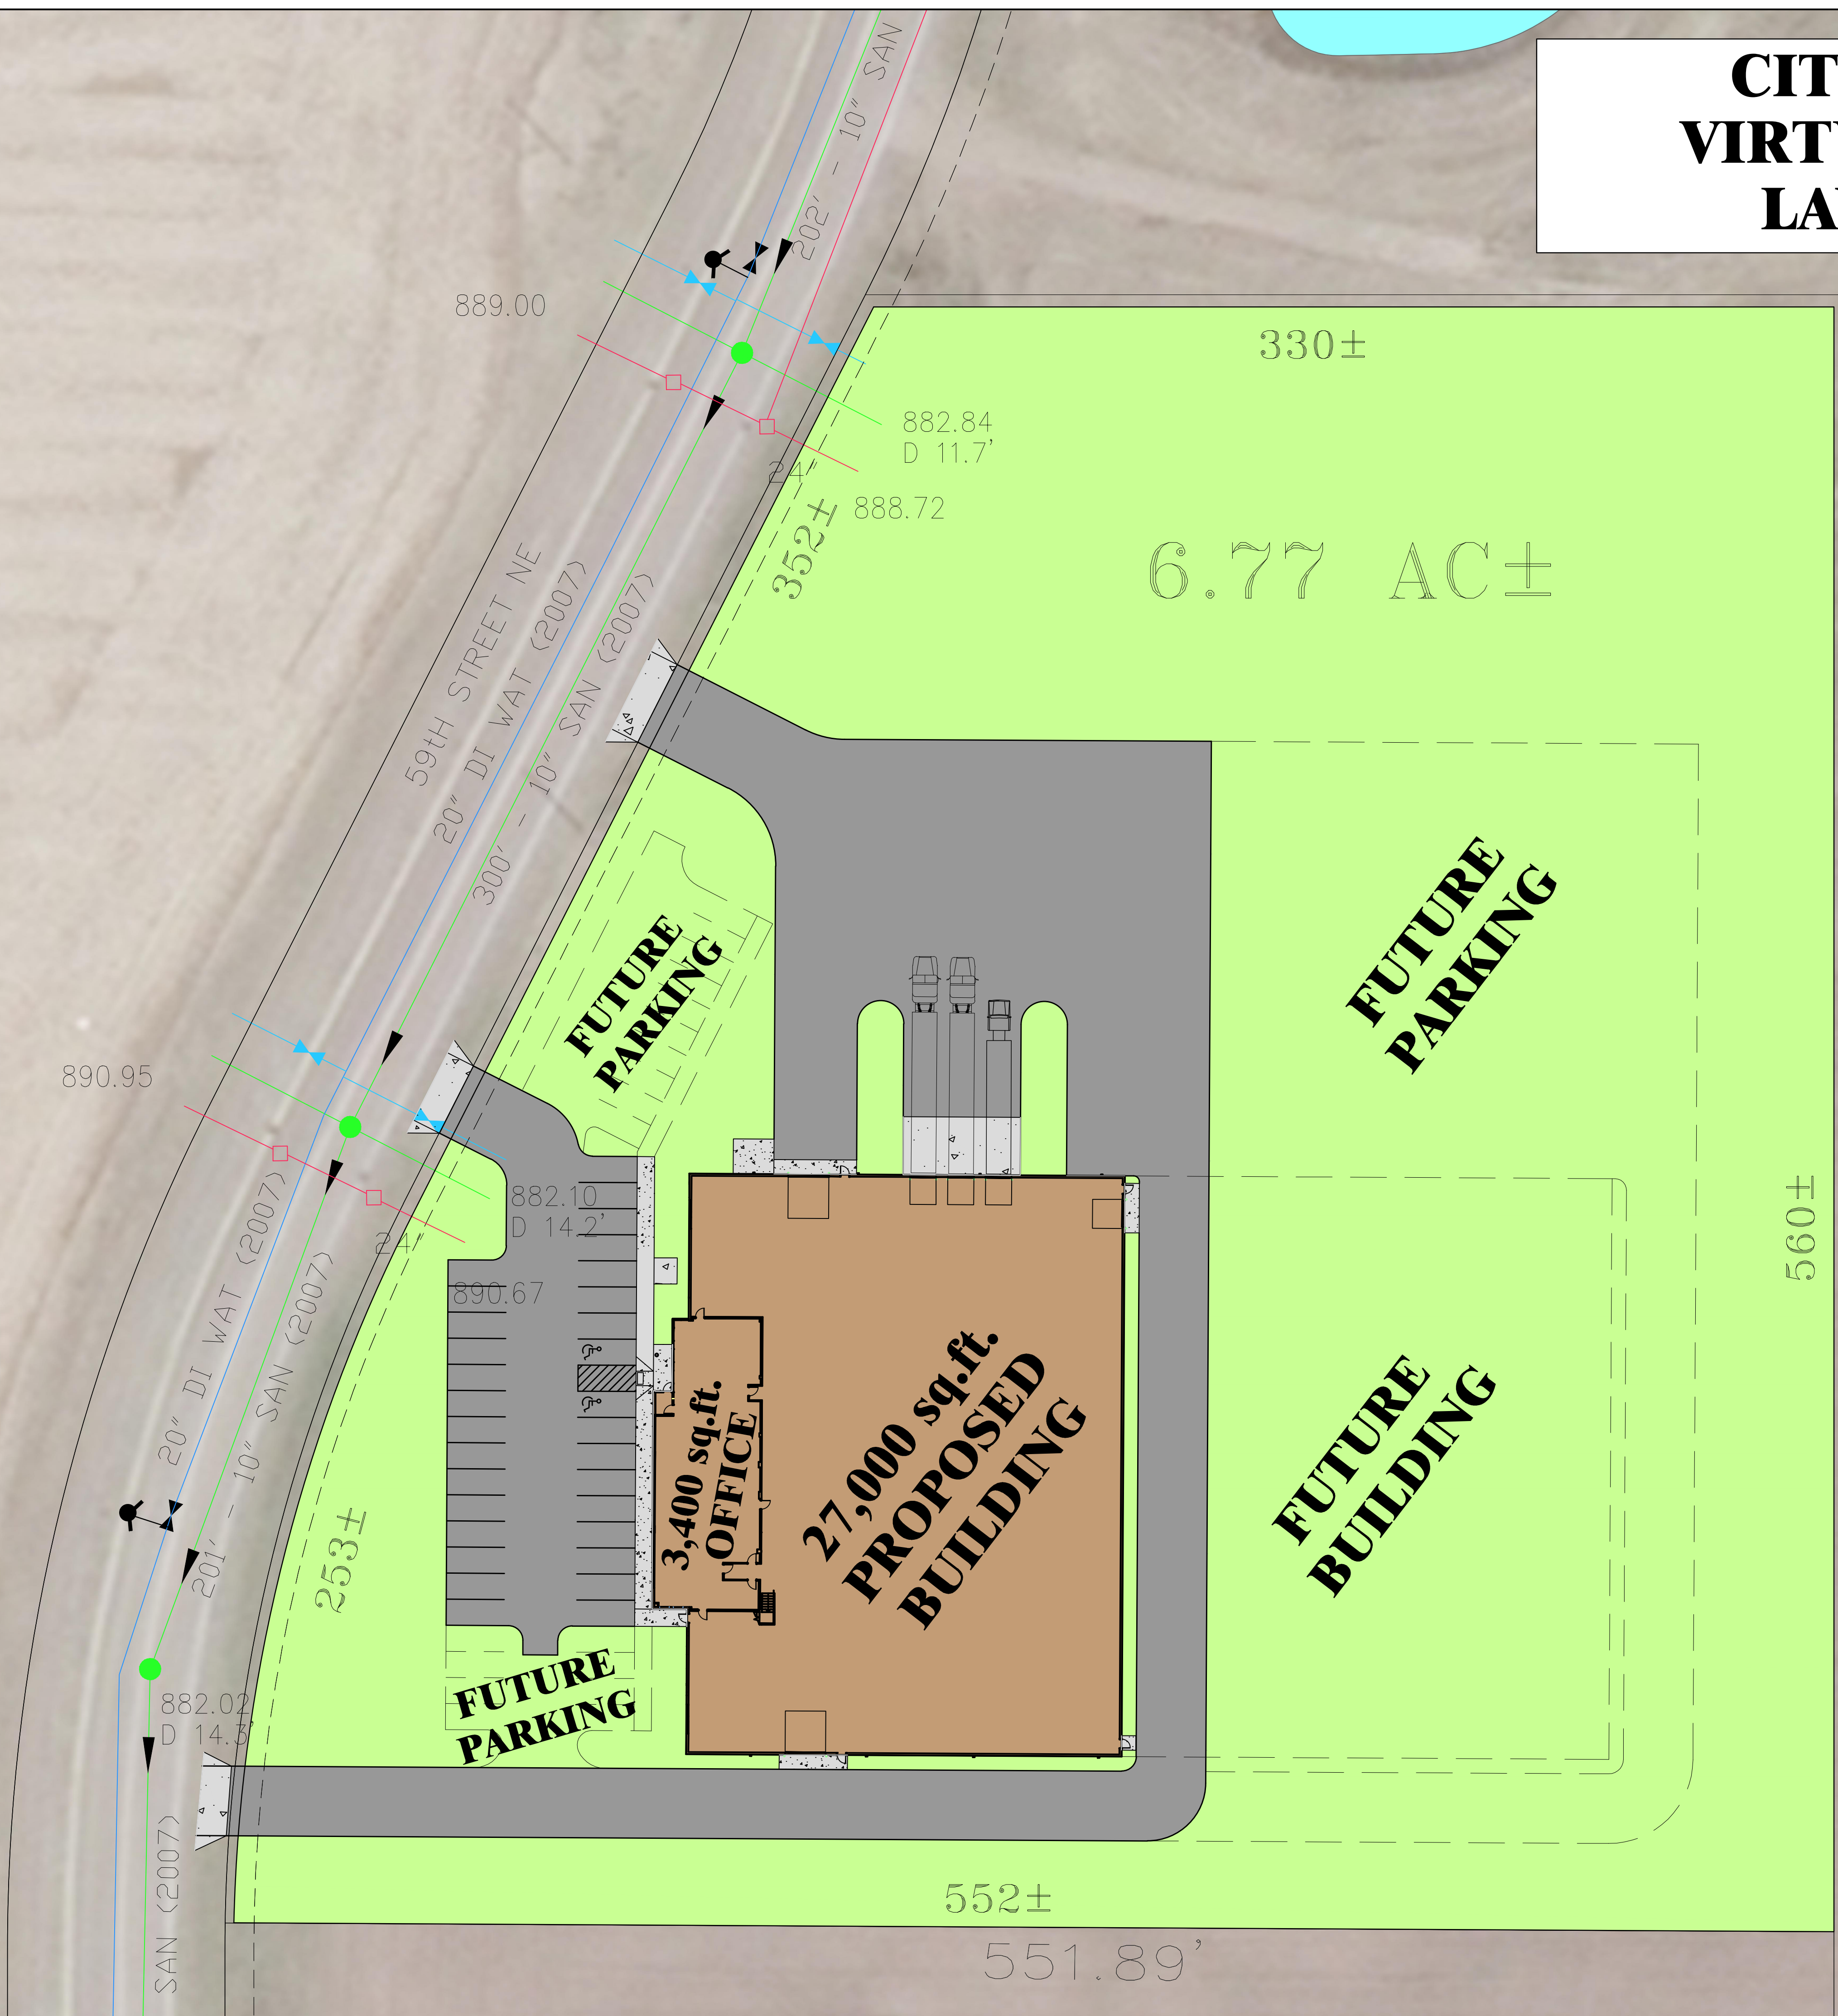 CIT
VIRT
LA
202' - 10" SAN
889.00
330±
882.84
D 11.7'
24'
888.72
352±
6.77 AC±
59tH STREET NE
20" DI WAT (2007)
300' - 10" SAN (2007)
FUTURE
PARKING
FUTURE
PARKING
890.95
882.10
D 14.2'
24'
890.67
560±
20" DI WAT (2007)
201' - 10" SAN (2007)
3,400 sq.ft.
OFFICE
27,000 sq.ft.
PROPOSED
BUILDING
FUTURE
BUILDING
253±
FUTURE
PARKING
882.02
D 14.3'
SAN (2007)
552±
551.89'